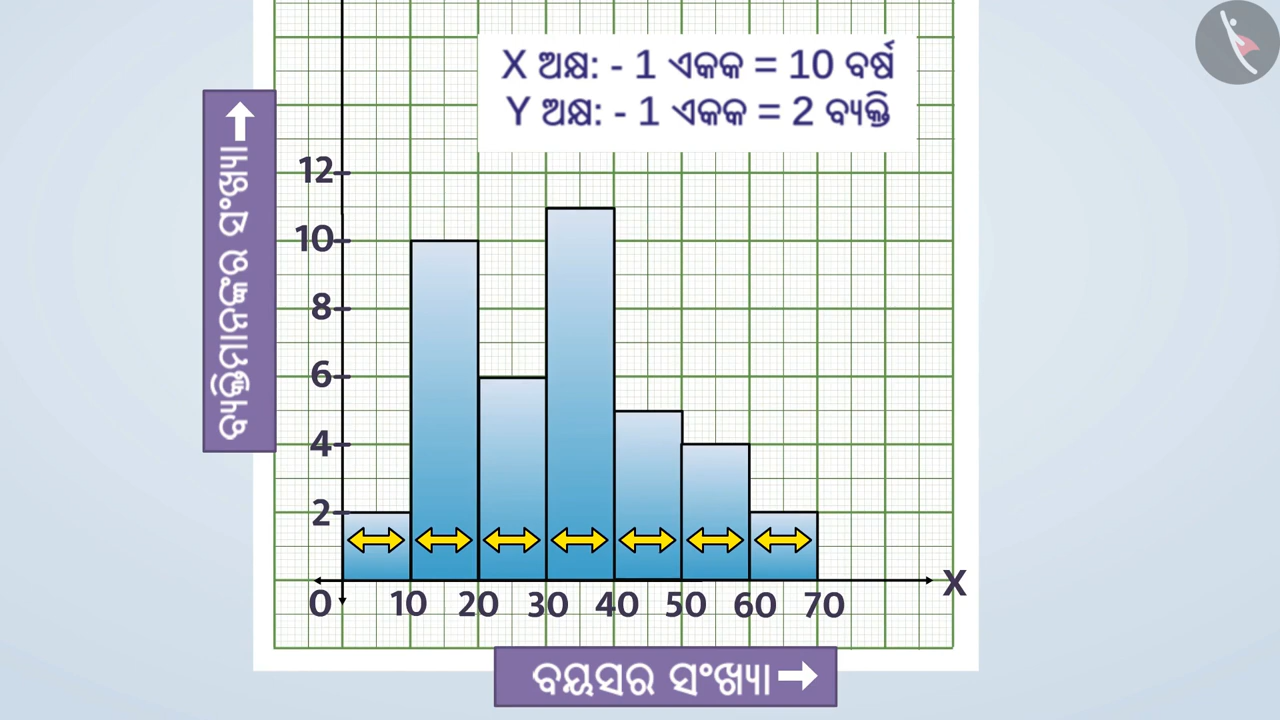 X ଅକ୍ଷ: - 1 ଏକକ = 10 ବର୍ଷ
Y ଅକ୍ଷ: - 1 ଏକକ = 2 ବ୍ୟକ୍ତି
12
10
8
6
4
2
0 10 20 30 40 50 60 70
X
ବୟସର ସଂଖ୍ୟା